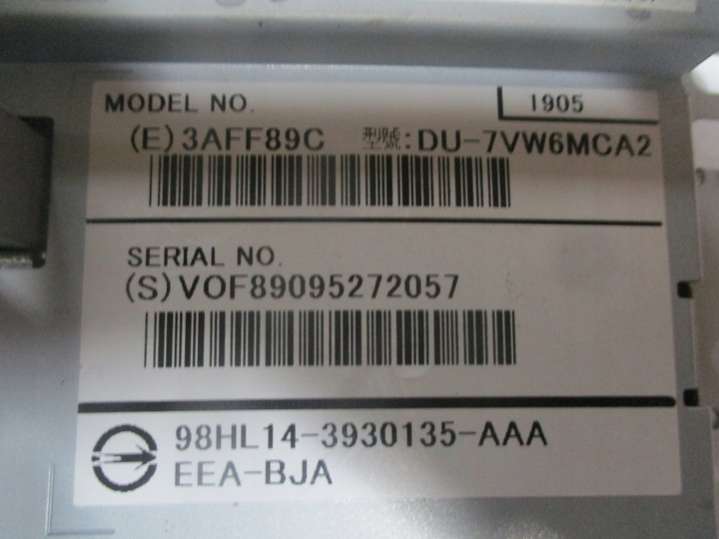 MODEL NO.
1905
(E)3AFF89C 型號:DU-7VW6MCA2
SERIAL NO.
(S)VOF89095272057
98HL14-3930135-AAA
EEA-BJA